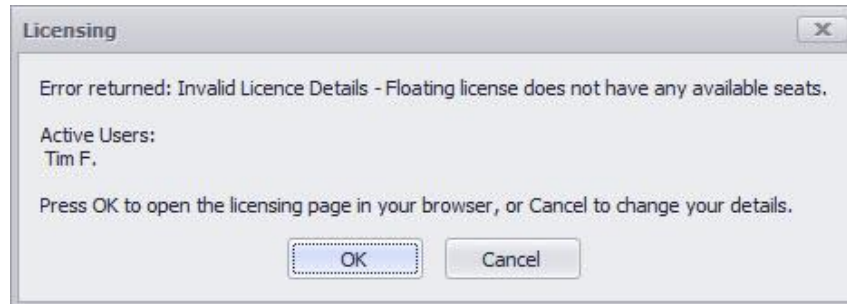 Licensing
Error returned: Invalid Licence Details - Floating license does not have any available seats.
Active Users:
Tim F.
Press OK to open the licensing page in your browser, or Cancel to change your details.
OK
Cancel